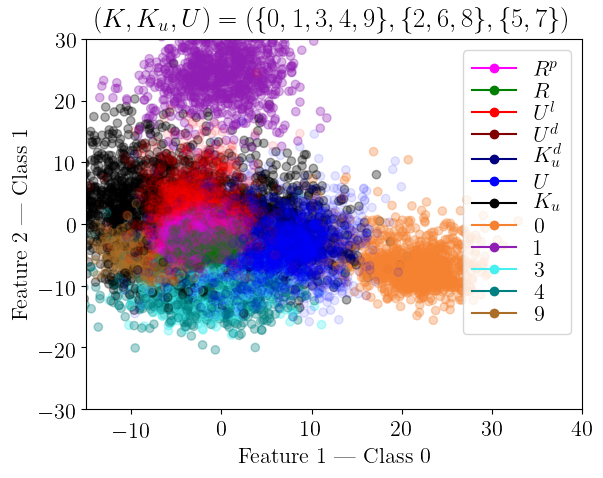 (K, K_u, U) = ({0, 1, 3, 4, 9}, {2, 6, 8}, {5, 7})
30
20
10
0
−10
−20
−30
−10
0
10
20
30
40
Feature 2 — Class 1
Feature 1 — Class 0
R^p
R
U^l
U^d
K_u^d
U
K_u
0
1
3
4
9